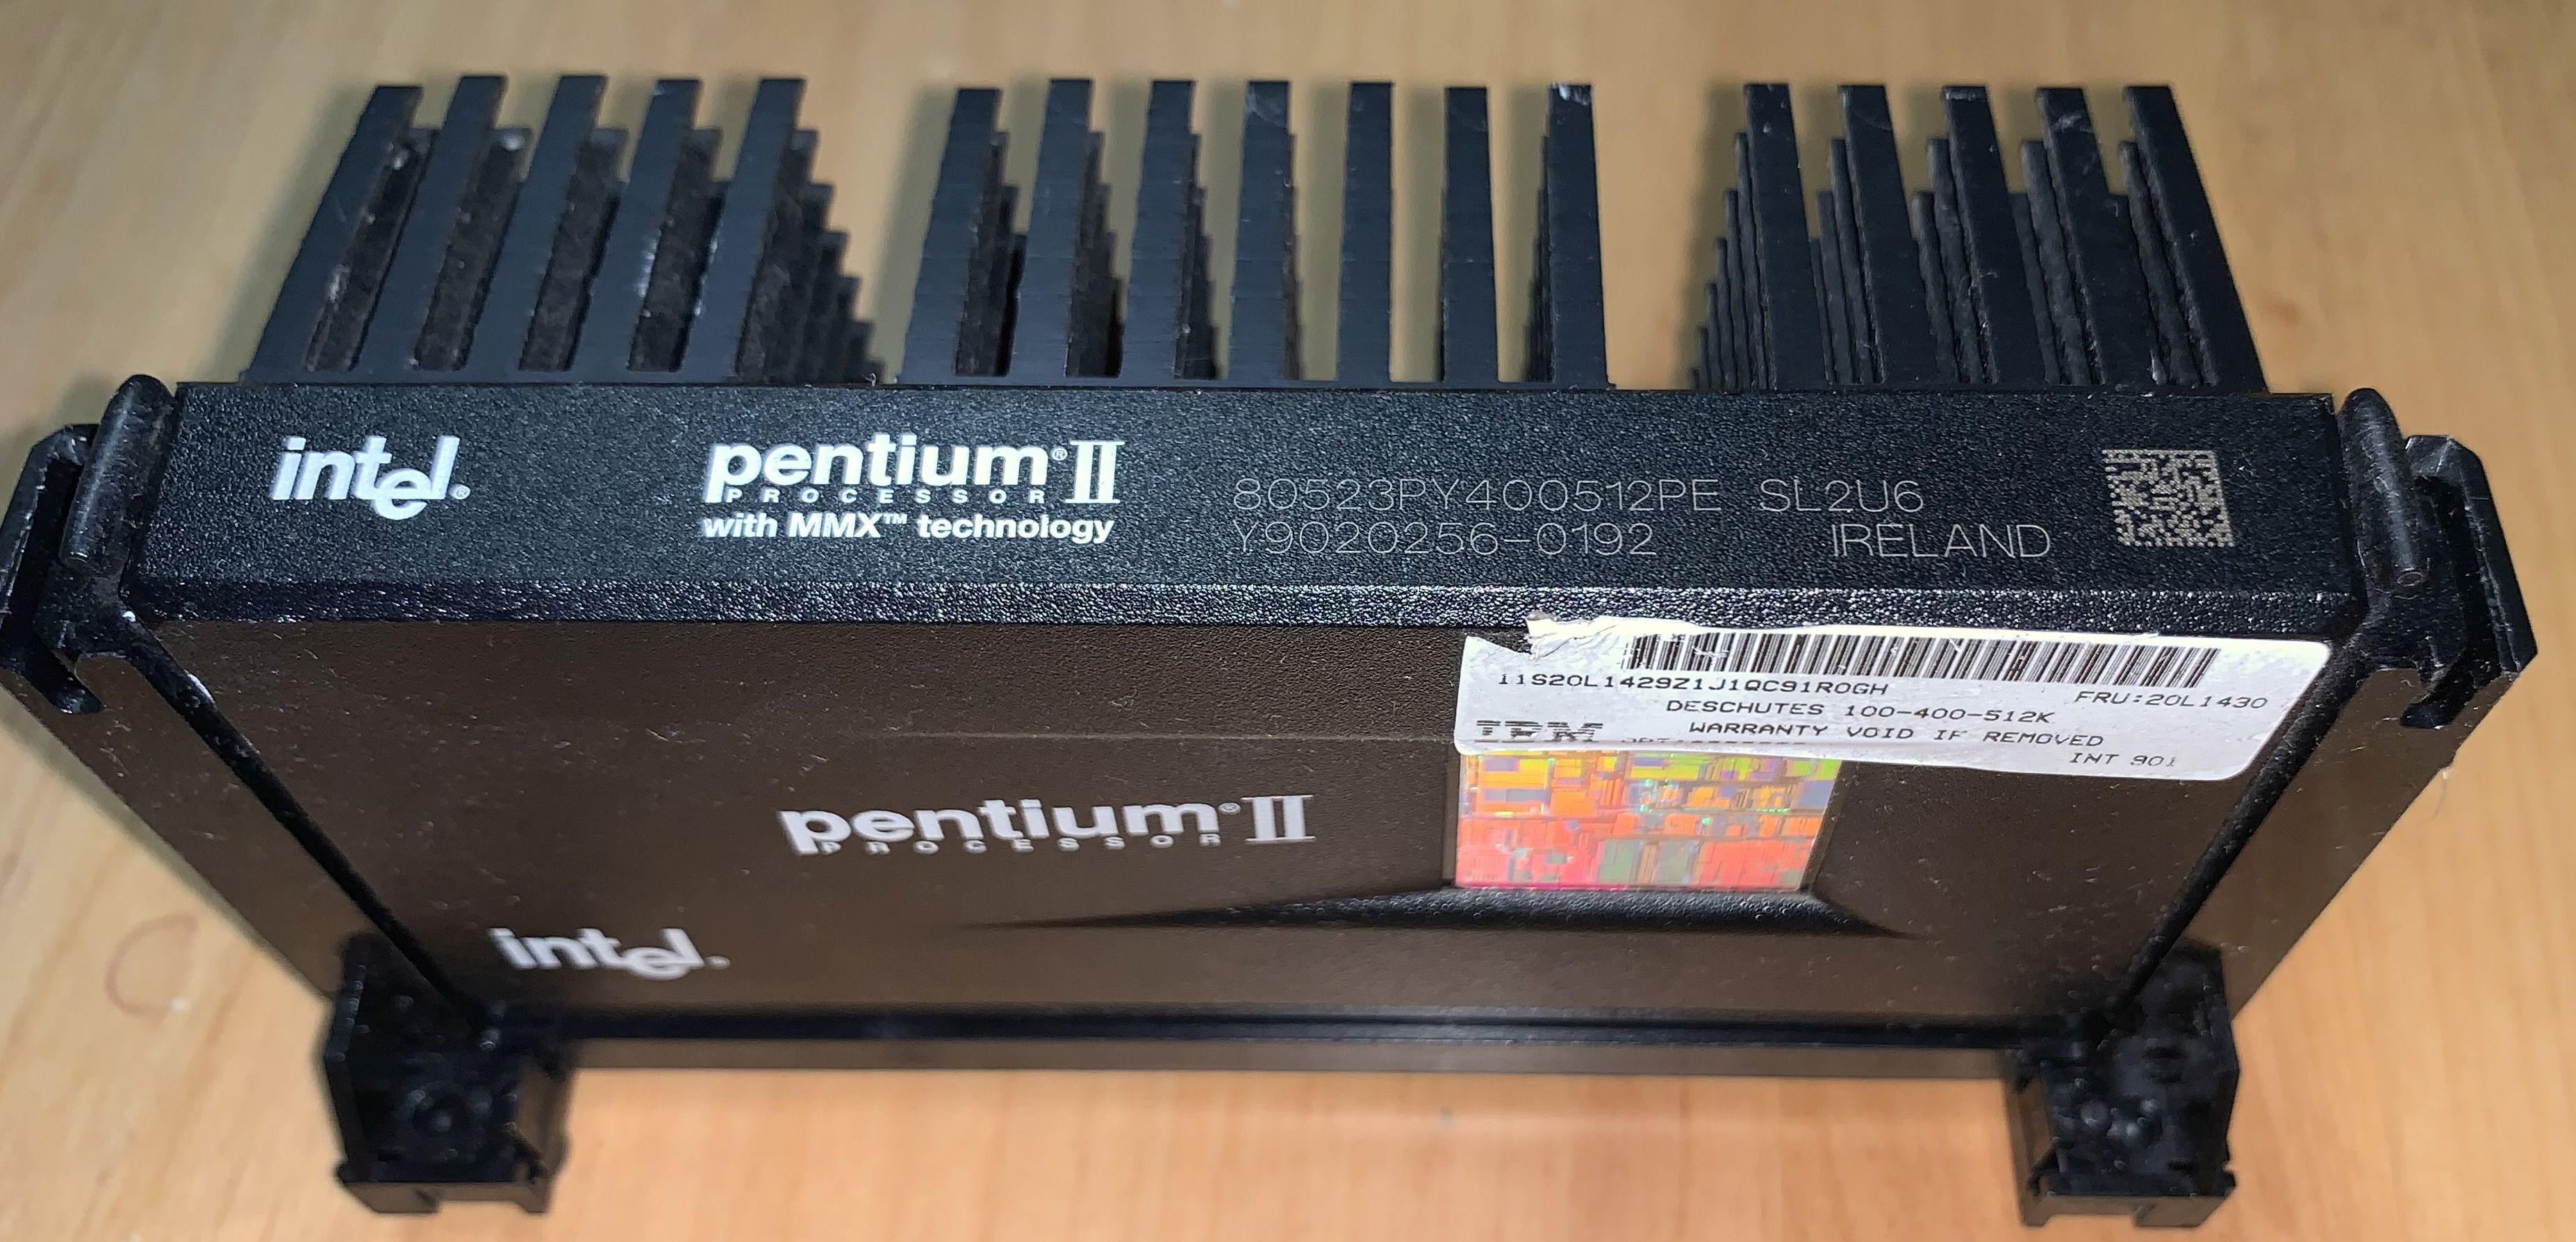 intel®
pentium® II
PROCESSOR
with MMX™ technology
80523PY400512PE SL2U6
Y9020256-0192 IRELAND
11S20L1429Z1J1QC91R0GH
FRU:20L1430
DESCHUTES 100-400-512K
IBM WARRANTY VOID IF REMOVED
INT 901
pentium® II
PROCESSOR
intel®